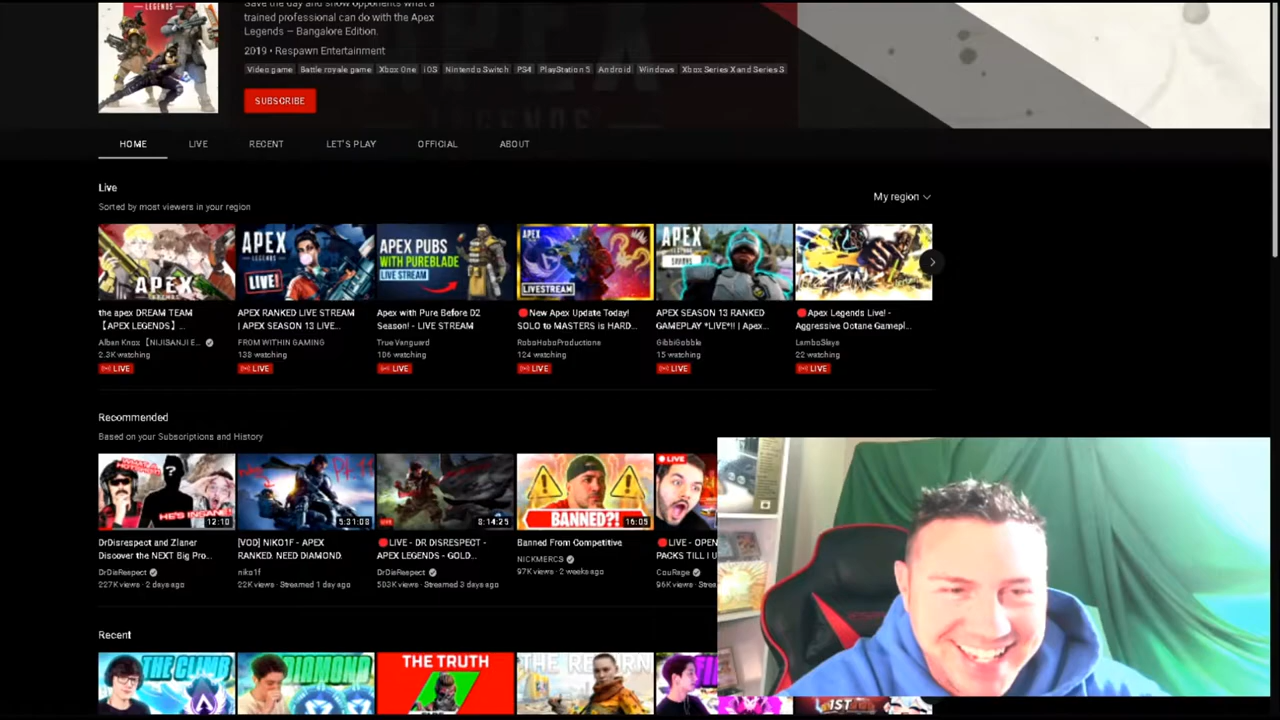 LEGENDS
Save the day and show opponents what a
trained professional can do with the Apex
Legends – Bangalore Edition.
2019 • Respawn Entertainment
Video game Battle royale game Xbox One iOS Nintendo Switch PS4 PlayStation 5 Android Windows Xbox Series X and Series S
SUBSCRIBE
HOME LIVE RECENT LET'S PLAY OFFICIAL ABOUT
Live
Sorted by most viewers in your region
My region
APEX
APEX
LEGENDS
LIVE!
APEX PUBS
WITH PUREBLADE
LIVE STREAM
APEX
LIVESTREAM
APEX
the apex DREAM TEAM
【APEX LEGENDS】...
Alban Knox【NIJISANJI E...
2.3K watching
LIVE
APEX RANKED LIVE STREAM
| APEX SEASON 13 LIVE...
FROM WITHIN GAMING
LIVE
Apex with Pure Before D2
Season! - LIVE STREAM
True Vanguard
106 watching
LIVE
New Apex Update Today!
SOLO to MASTERS is HARD...
RoboHoboProductions
124 watching
LIVE
APEX SEASON 13 RANKED
GAMEPLAY *LIVE*!! | Apex...
GibbiGobble
15 watching
LIVE
Apex Legends Live! -
Aggressive Octane Gamepl...
LamboSlaya
22 watching
LIVE
Recommended
Based on your Subscriptions and History
HE'S INSANE!
12:10
5:31:08
8:14:25
BANNED?!
16:05
LIVE
DrDisrespect and Zlaner
Discover the NEXT Big Pro...
DrDisRespect
227K views • 2 days ago
[VOD] NIKO1F - APEX
RANKED. NEED DIAMOND.
niko1f
22K views • Streamed 1 day ago
LIVE - DR DISRESPECT -
APEX LEGENDS - GOLD...
DrDisRespect
503K views • Streamed 3 days ago
Banned From Competitive
NICKMERCS
97K views • 2 weeks ago
LIVE - OPEN
PACKS TILL I U
CouRage
96K views • Strea
Recent
THE CLIMB
DIAMOND
THE TRUTH
THE RETURN